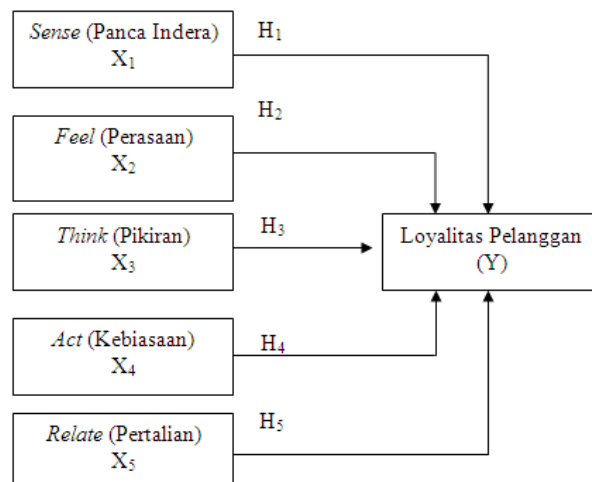 Sense (Panca Indera)
X₁
H₁
Feel (Perasaan)
X₂
H₂
Think (Pikiran)
X₃
H₃
Loyalitas Pelanggan
(Y)
Act (Kebiasaan)
X₄
H₄
Relate (Pertalian)
X₅
H₅